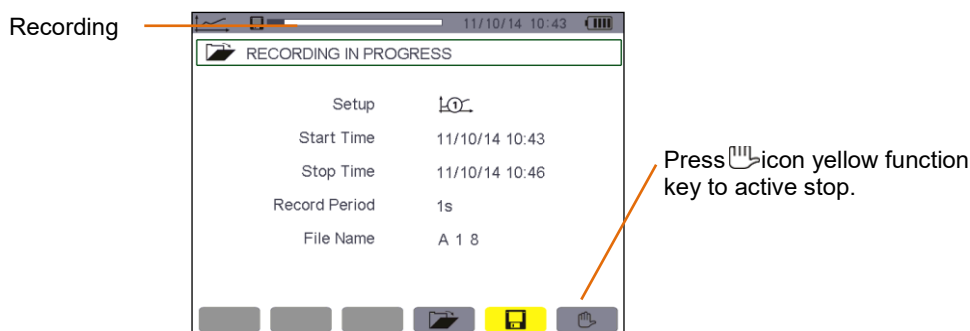 Recording
11/10/14 10:43
RECORDING IN PROGRESS
Setup 1
Start Time 11/10/14 10:43
Stop Time 11/10/14 10:46
Record Period 1s
File Name A 1 8
Press icon yellow function
key to active stop.